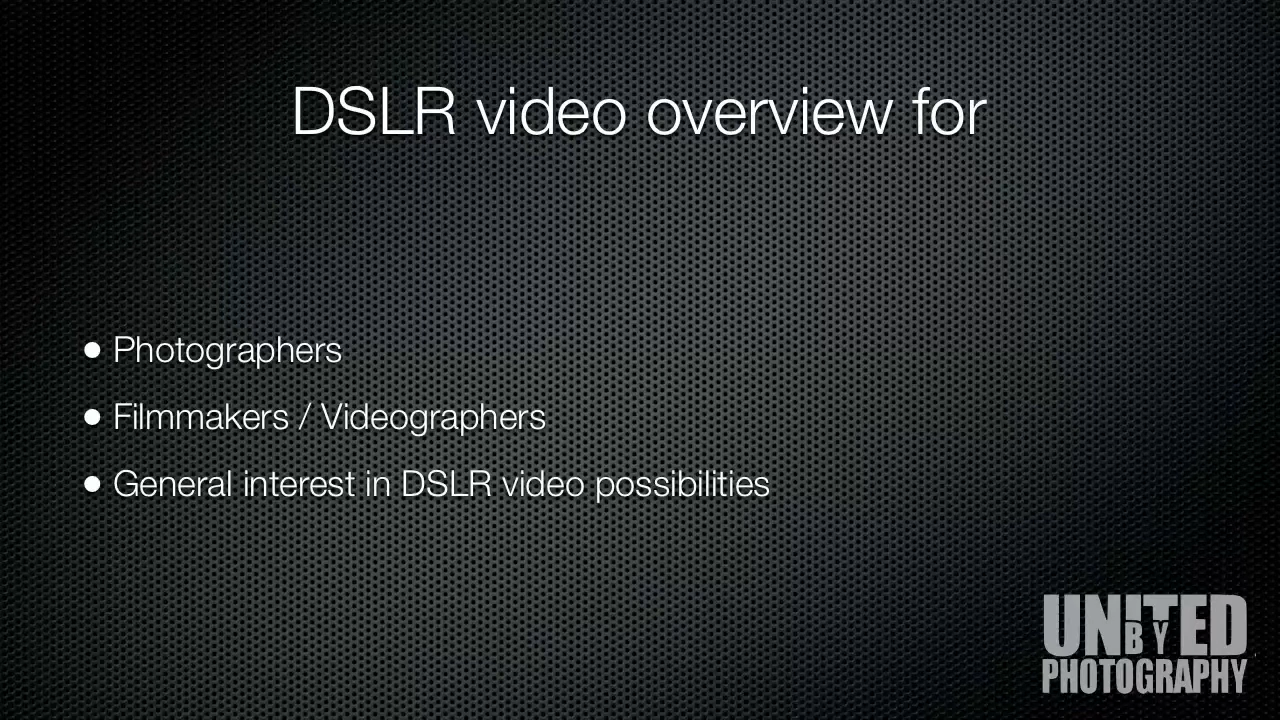 DSLR video overview for
● Photographers
● Filmmakers / Videographers
● General interest in DSLR video possibilities
UNITED
BY
PHOTOGRAPHY